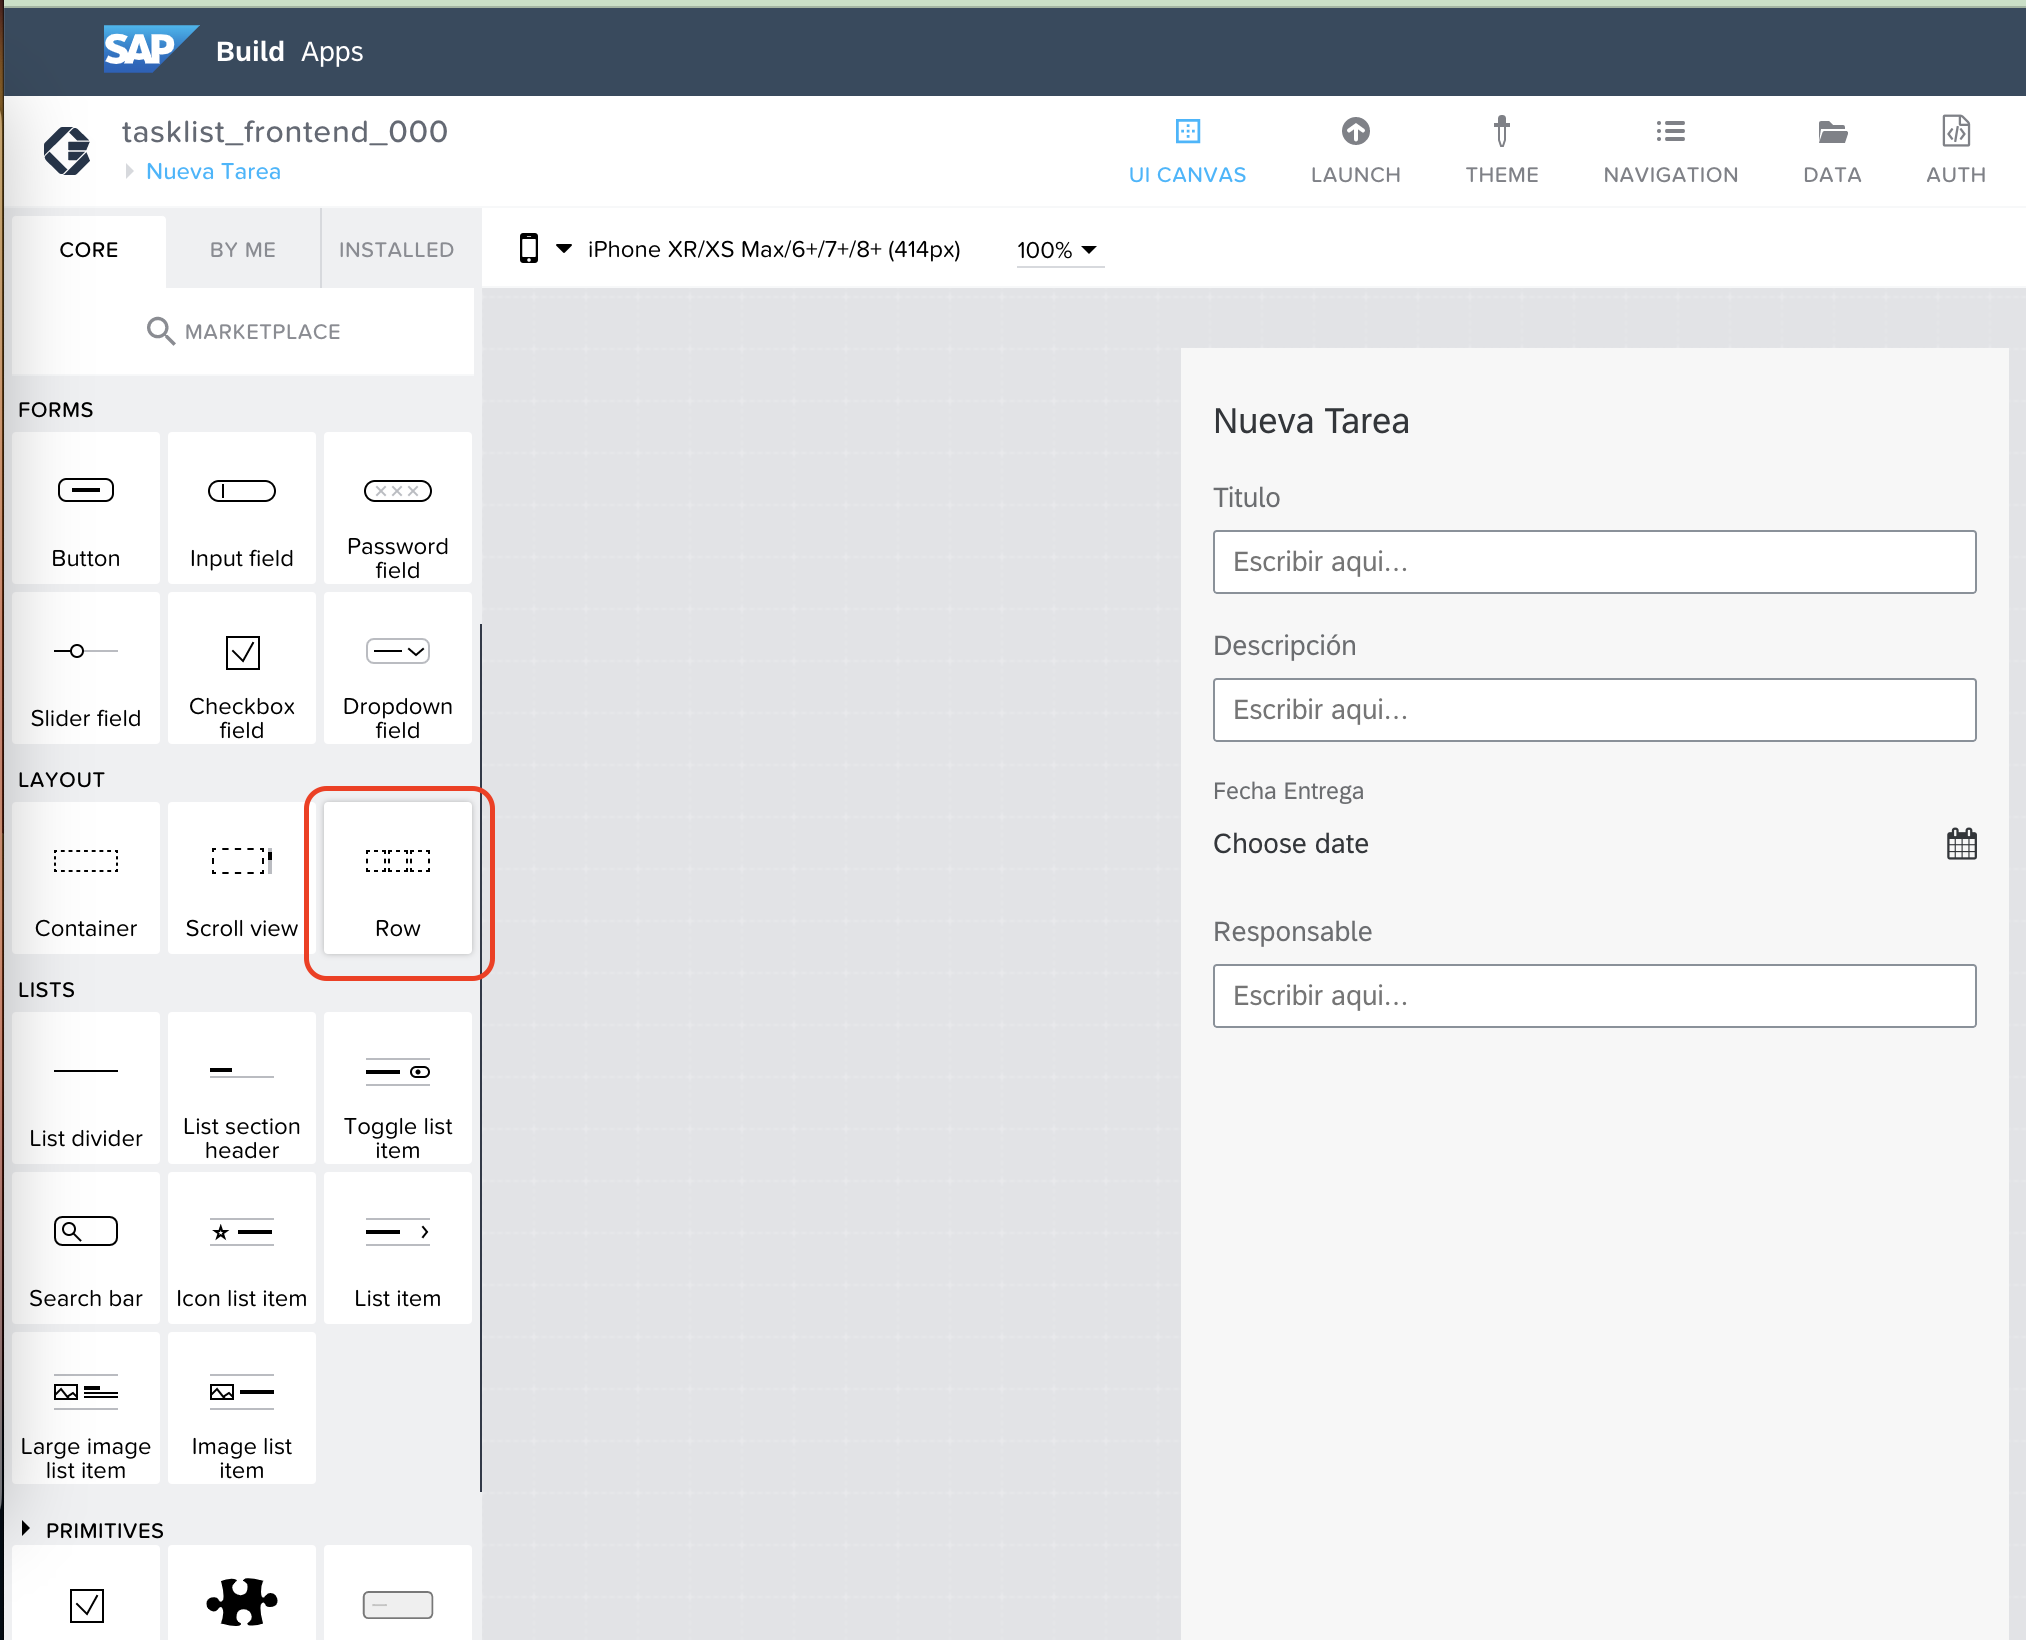 SAP Build Apps
tasklist_frontend_000
Nueva Tarea
UI CANVAS
LAUNCH
THEME
NAVIGATION
DATA
AUTH
CORE
BY ME
INSTALLED
iPhone XR/XS Max/6+/7+/8+ (414px)
100%
MARKETPLACE
FORMS
Button
Input field
Password
field
Slider field
Checkbox
field
Dropdown
field
LAYOUT
Container
Scroll view
Row
LISTS
List divider
List section
header
Toggle list
item
Search bar
Icon list item
List item
Large image
list item
Image list
item
PRIMITIVES
Nueva Tarea
Titulo
Escribir aqui...
Descripción
Escribir aqui...
Fecha Entrega
Choose date
Responsable
Escribir aqui...